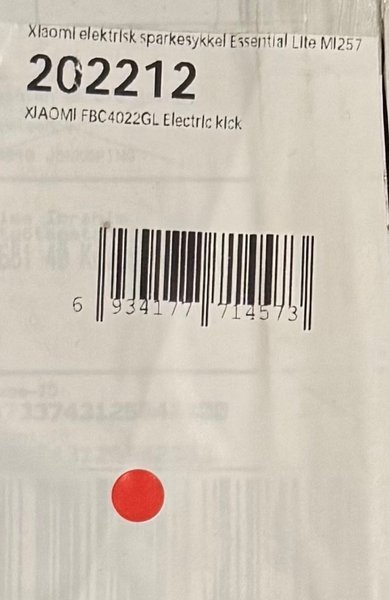 Xiaomi elektrisk sparkesykkel Essential Lite MI257
202212
XIAOMI FBC4022GL Electric kick
6 934177 714573